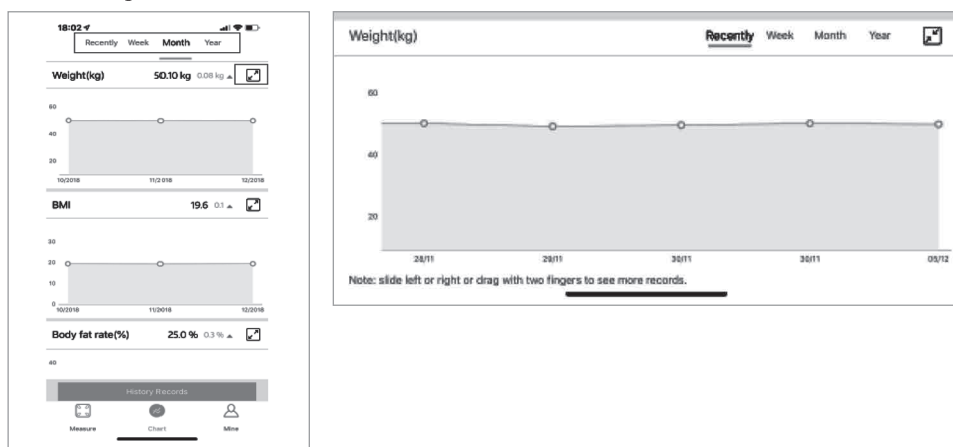 18:02
Recently Week Month Year
Weight(kg) 50.10 kg 0.08 kg
60
40
20
10/2018 11/2018 12/2018
BMI 19.6 0.1
30
20
10
0
10/2018 11/2018 12/2018
Body fat rate(%) 25.0 % 0.3 %
40
History Records
Measure Chart Mine
Weight(kg) Recently Week Month Year
60
40
20
28/11 29/11 30/11 30/11 05/12
Note: slide left or right or drag with two fingers to see more records.